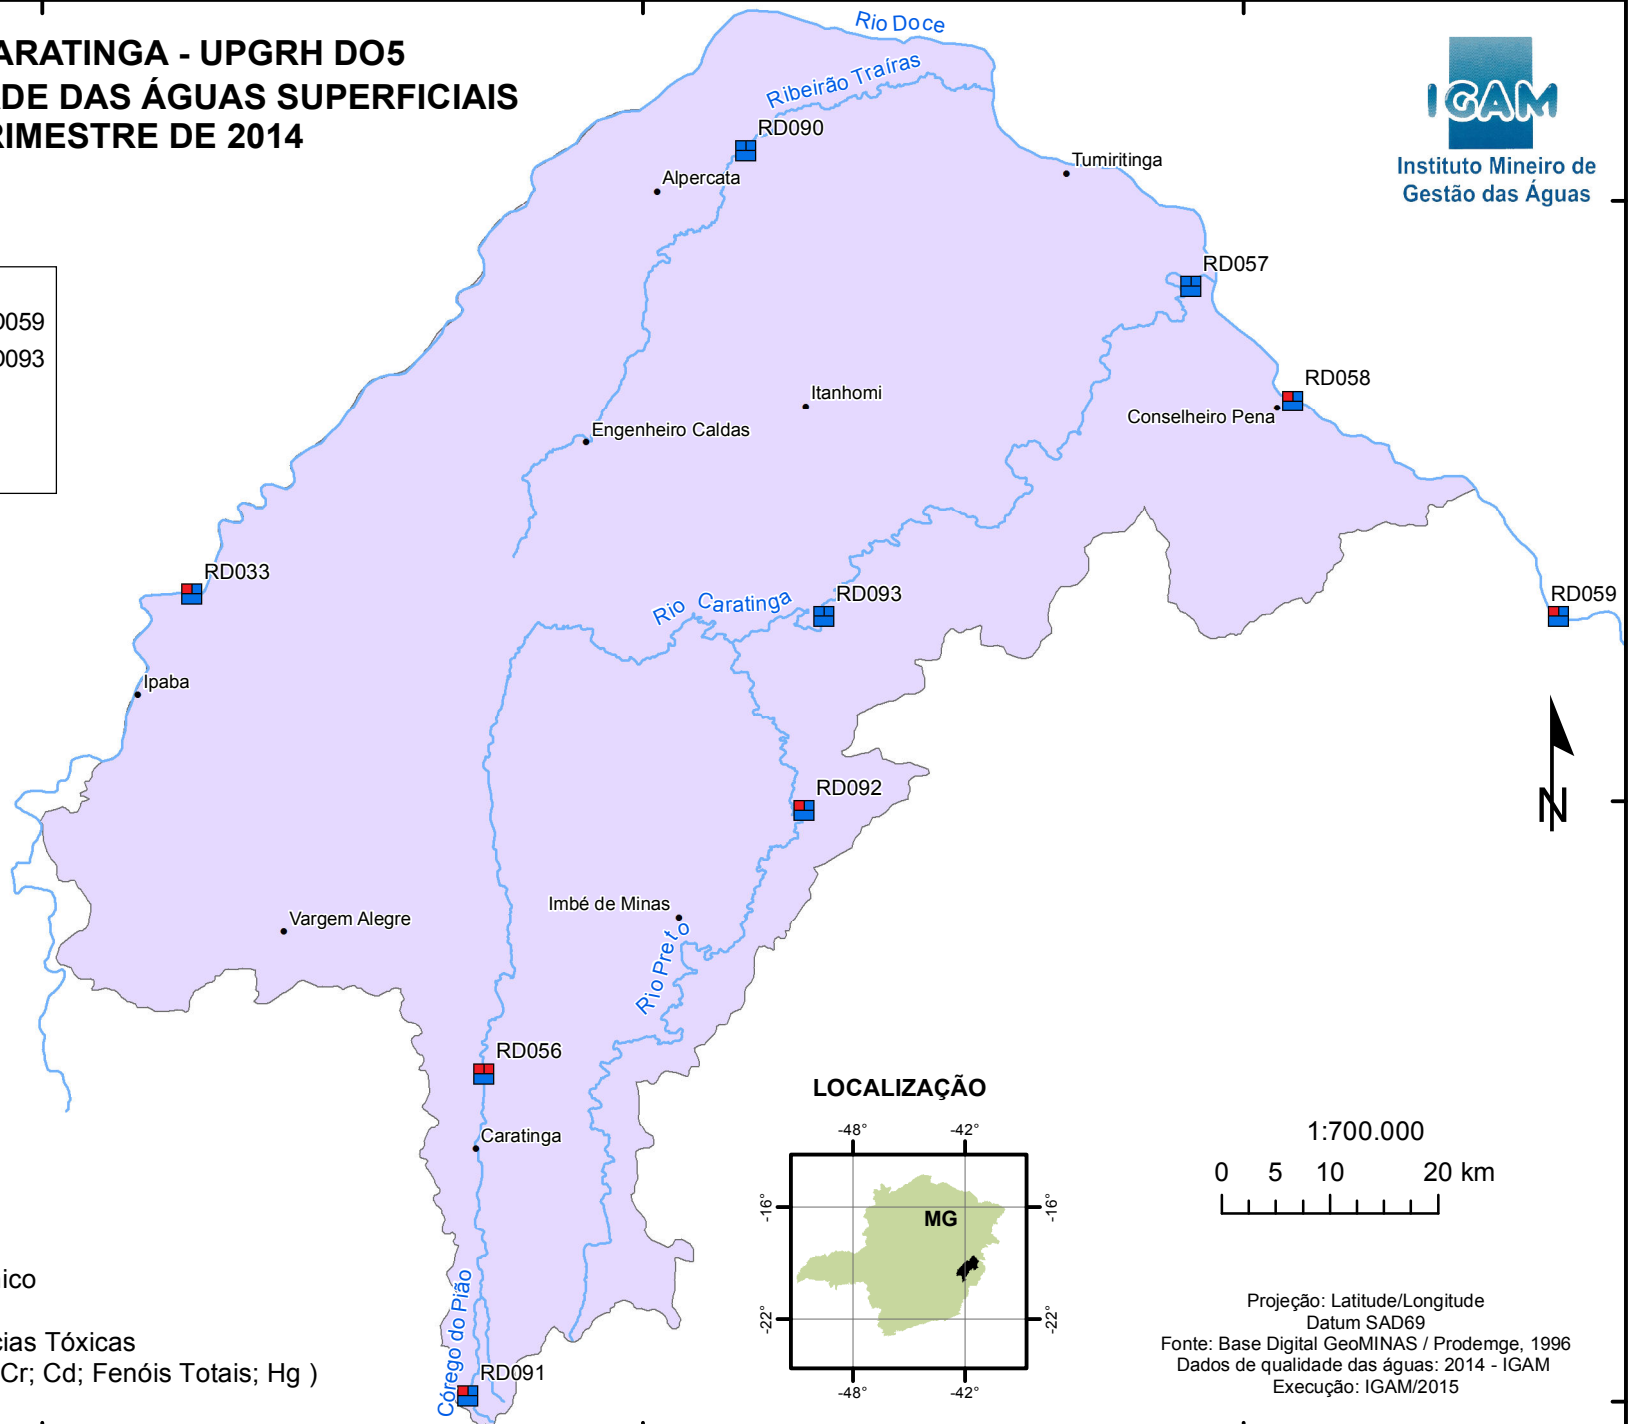 ARATINGA - UPGRH DO5
ADE DAS ÁGUAS SUPERFICIAIS
RIMESTRE DE 2014
IGAM
Instituto Mineiro de
Gestão das Águas
Rio Doce
Ribeirão Traíras
RD090
Alpercata
Tumiritinga
RD057
D059
D093
RD058
Conselheiro Pena
Itanhomi
Engenheiro Caldas
RD033
Rio Caratinga
RD093
RD059
Ipaba
RD092
N
Imbé de Minas
Vargem Alegre
Rio Preto
RD056
Caratinga
LOCALIZAÇÃO
-48°
-42°
-16°
-16°
MG
-22°
-22°
-48°
-42°
1:700.000
0 5 10 20 km
Projeção: Latitude/Longitude
Datum SAD69
Fonte: Base Digital GeoMINAS / Prodemge, 1996
Dados de qualidade das águas: 2014 - IGAM
Execução: IGAM/2015
ico
cias Tóxicas
Cr; Cd; Fenóis Totais; Hg )
Córrego do Pião
RD091